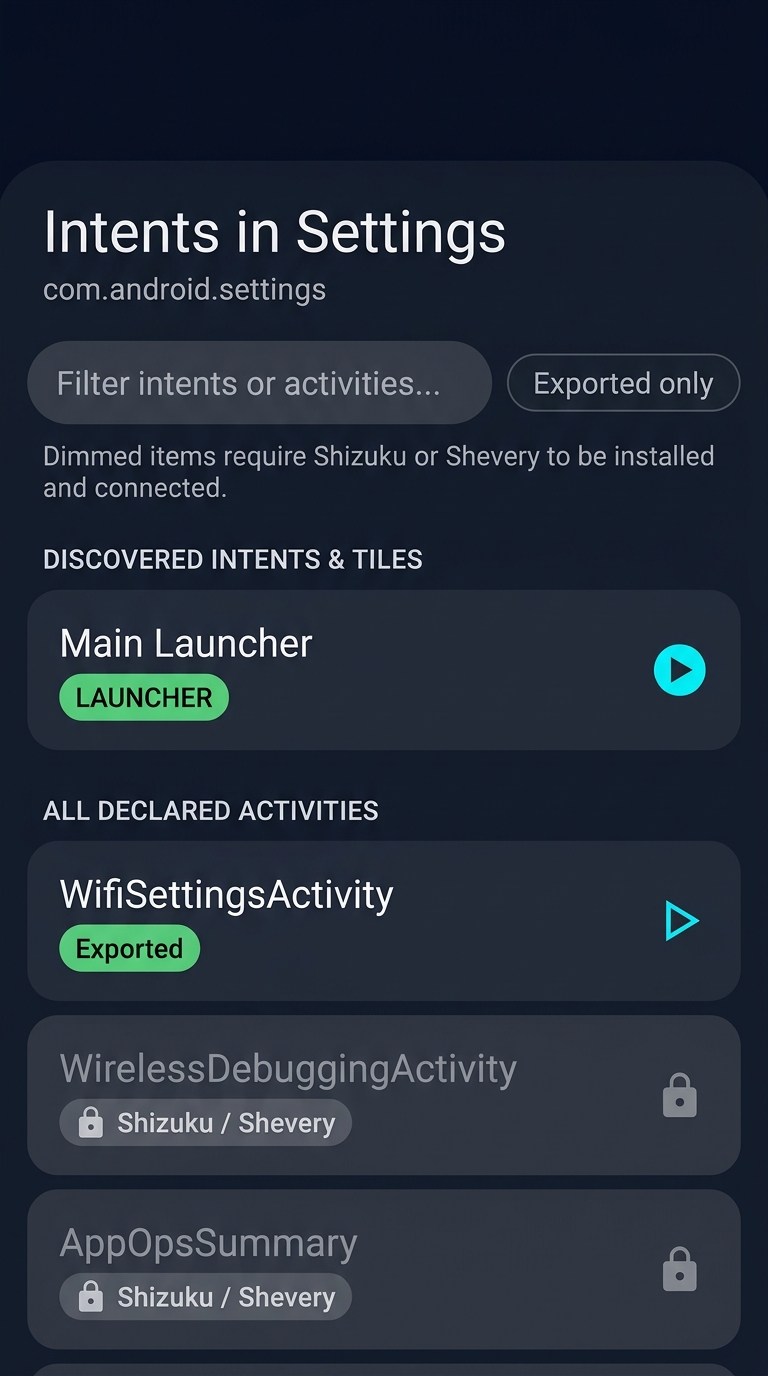 Intents in Settings
com.android.settings
Filter intents or activities...
Exported only
Dimmed items require Shizuku or Shevery to be installed
and connected.
DISCOVERED INTENTS & TILES
Main Launcher
LAUNCHER
ALL DECLARED ACTIVITIES
WifiSettingsActivity
Exported
WirelessDebuggingActivity
Shizuku / Shevery
AppOpsSummary
Shizuku / Shevery